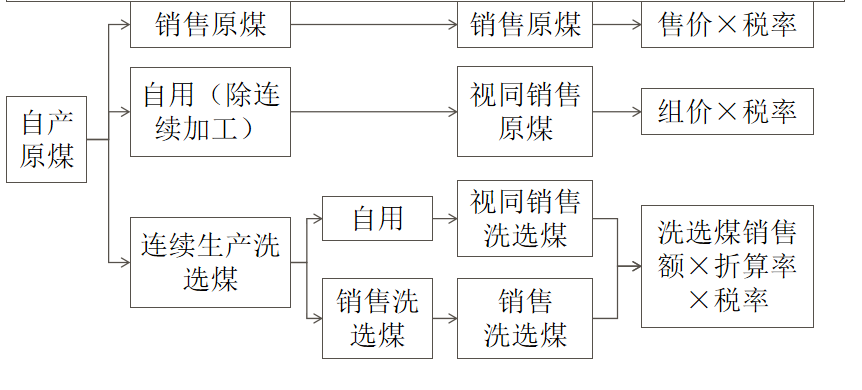 销售原煤
销售原煤
售价×税率
自产
原煤
自用（除连
续加工）
视同销售
原煤
组价×税率
连续生产洗
选煤
自用
视同销售
洗选煤
销售洗
选煤
销售
洗选煤
洗选煤销售
额×折算率
×税率